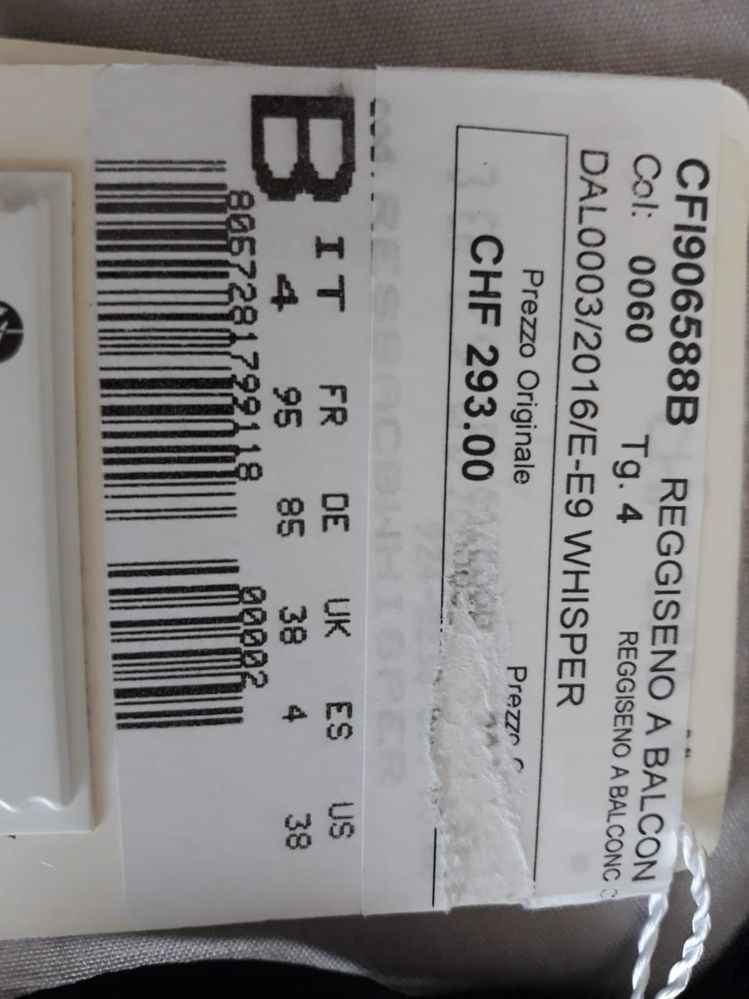 CFI906588B REGGISENO A BALCON
Col: 0060 Tg. 4 REGGISENO A BALCONC
DAL0003/2016/E-E9 WHISPER
Prezzo Originale
CHF 293.00
Prezzo
B
IT FR DE UK ES US
4 95 85 38 4 38
8057281799118
00002